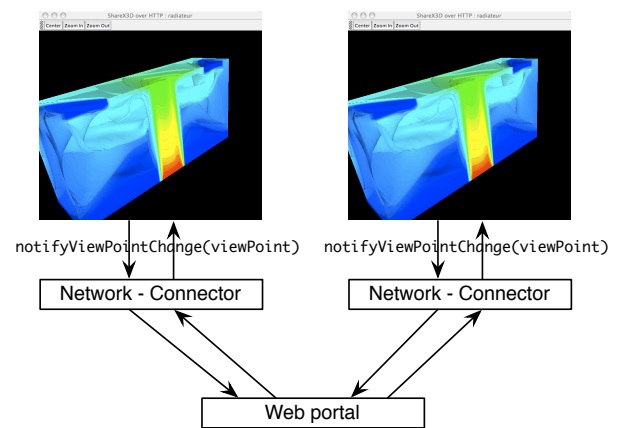 ShareX3D over HTTP : radiateur
Center Zoom In Zoom Out
ShareX3D over HTTP : radiateur
Center Zoom In Zoom Out
notifyViewPointChange(viewPoint)
notifyViewPointChange(viewPoint)
Network - Connector
Network - Connector
Web portal